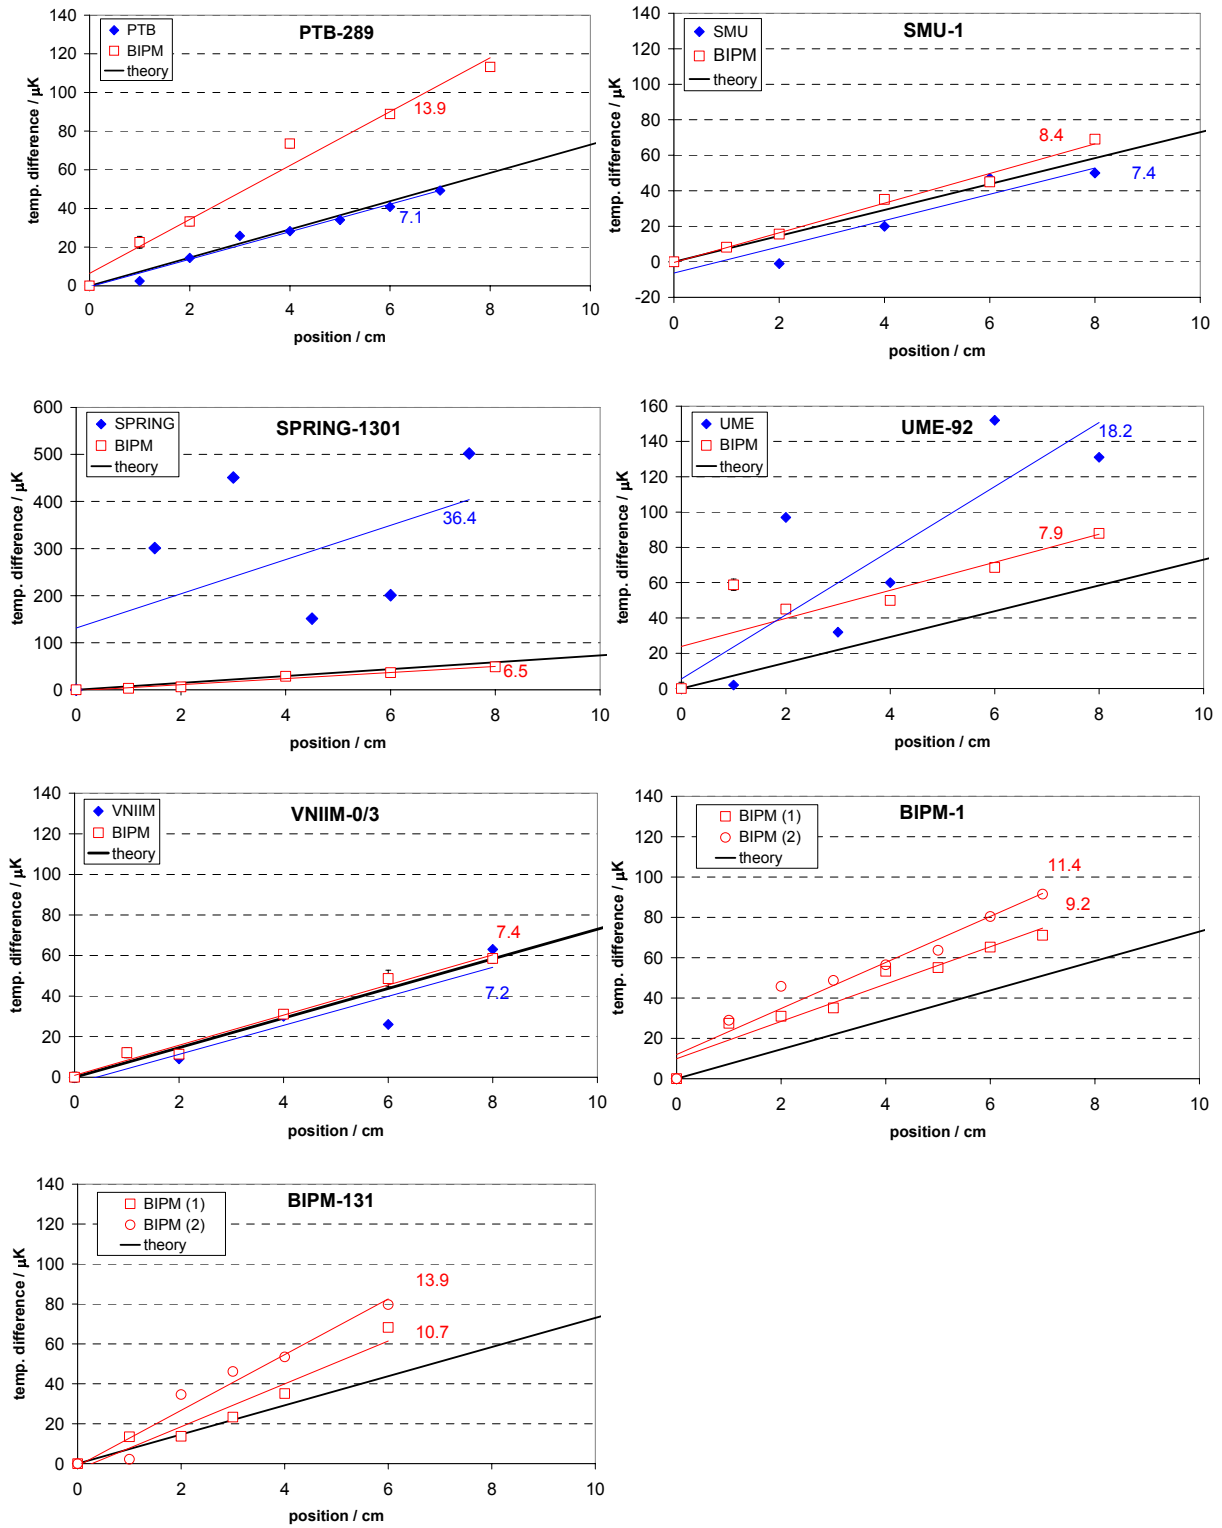 PTB-289
PTB
BIPM
theory
140
120
100
80
60
40
20
0
13.9
7.1
0 2 4 6 8 10
temp. difference / µK
position / cm
SMU-1
SMU
BIPM
theory
140
120
100
80
60
40
20
0
-20
8.4
7.4
0 2 4 6 8 10
temp. difference / µK
position / cm
SPRING-1301
SPRING
BIPM
theory
600
500
400
300
200
100
0
36.4
6.5
0 2 4 6 8 10
temp. difference / µK
position / cm
UME-92
UME
BIPM
theory
160
140
120
100
80
60
40
20
0
18.2
7.9
0 2 4 6 8 10
temp. difference / µK
position / cm
VNIIM-0/3
VNIIM
BIPM
theory
140
120
100
80
60
40
20
0
7.4
7.2
0 2 4 6 8 10
temp. difference / µK
position / cm
BIPM-1
BIPM (1)
BIPM (2)
theory
140
120
100
80
60
40
20
0
11.4
9.2
0 2 4 6 8 10
temp. difference / µK
position / cm
BIPM-131
BIPM (1)
BIPM (2)
theory
140
120
100
80
60
40
20
0
13.9
10.7
0 2 4 6 8 10
temp. difference / µK
position / cm